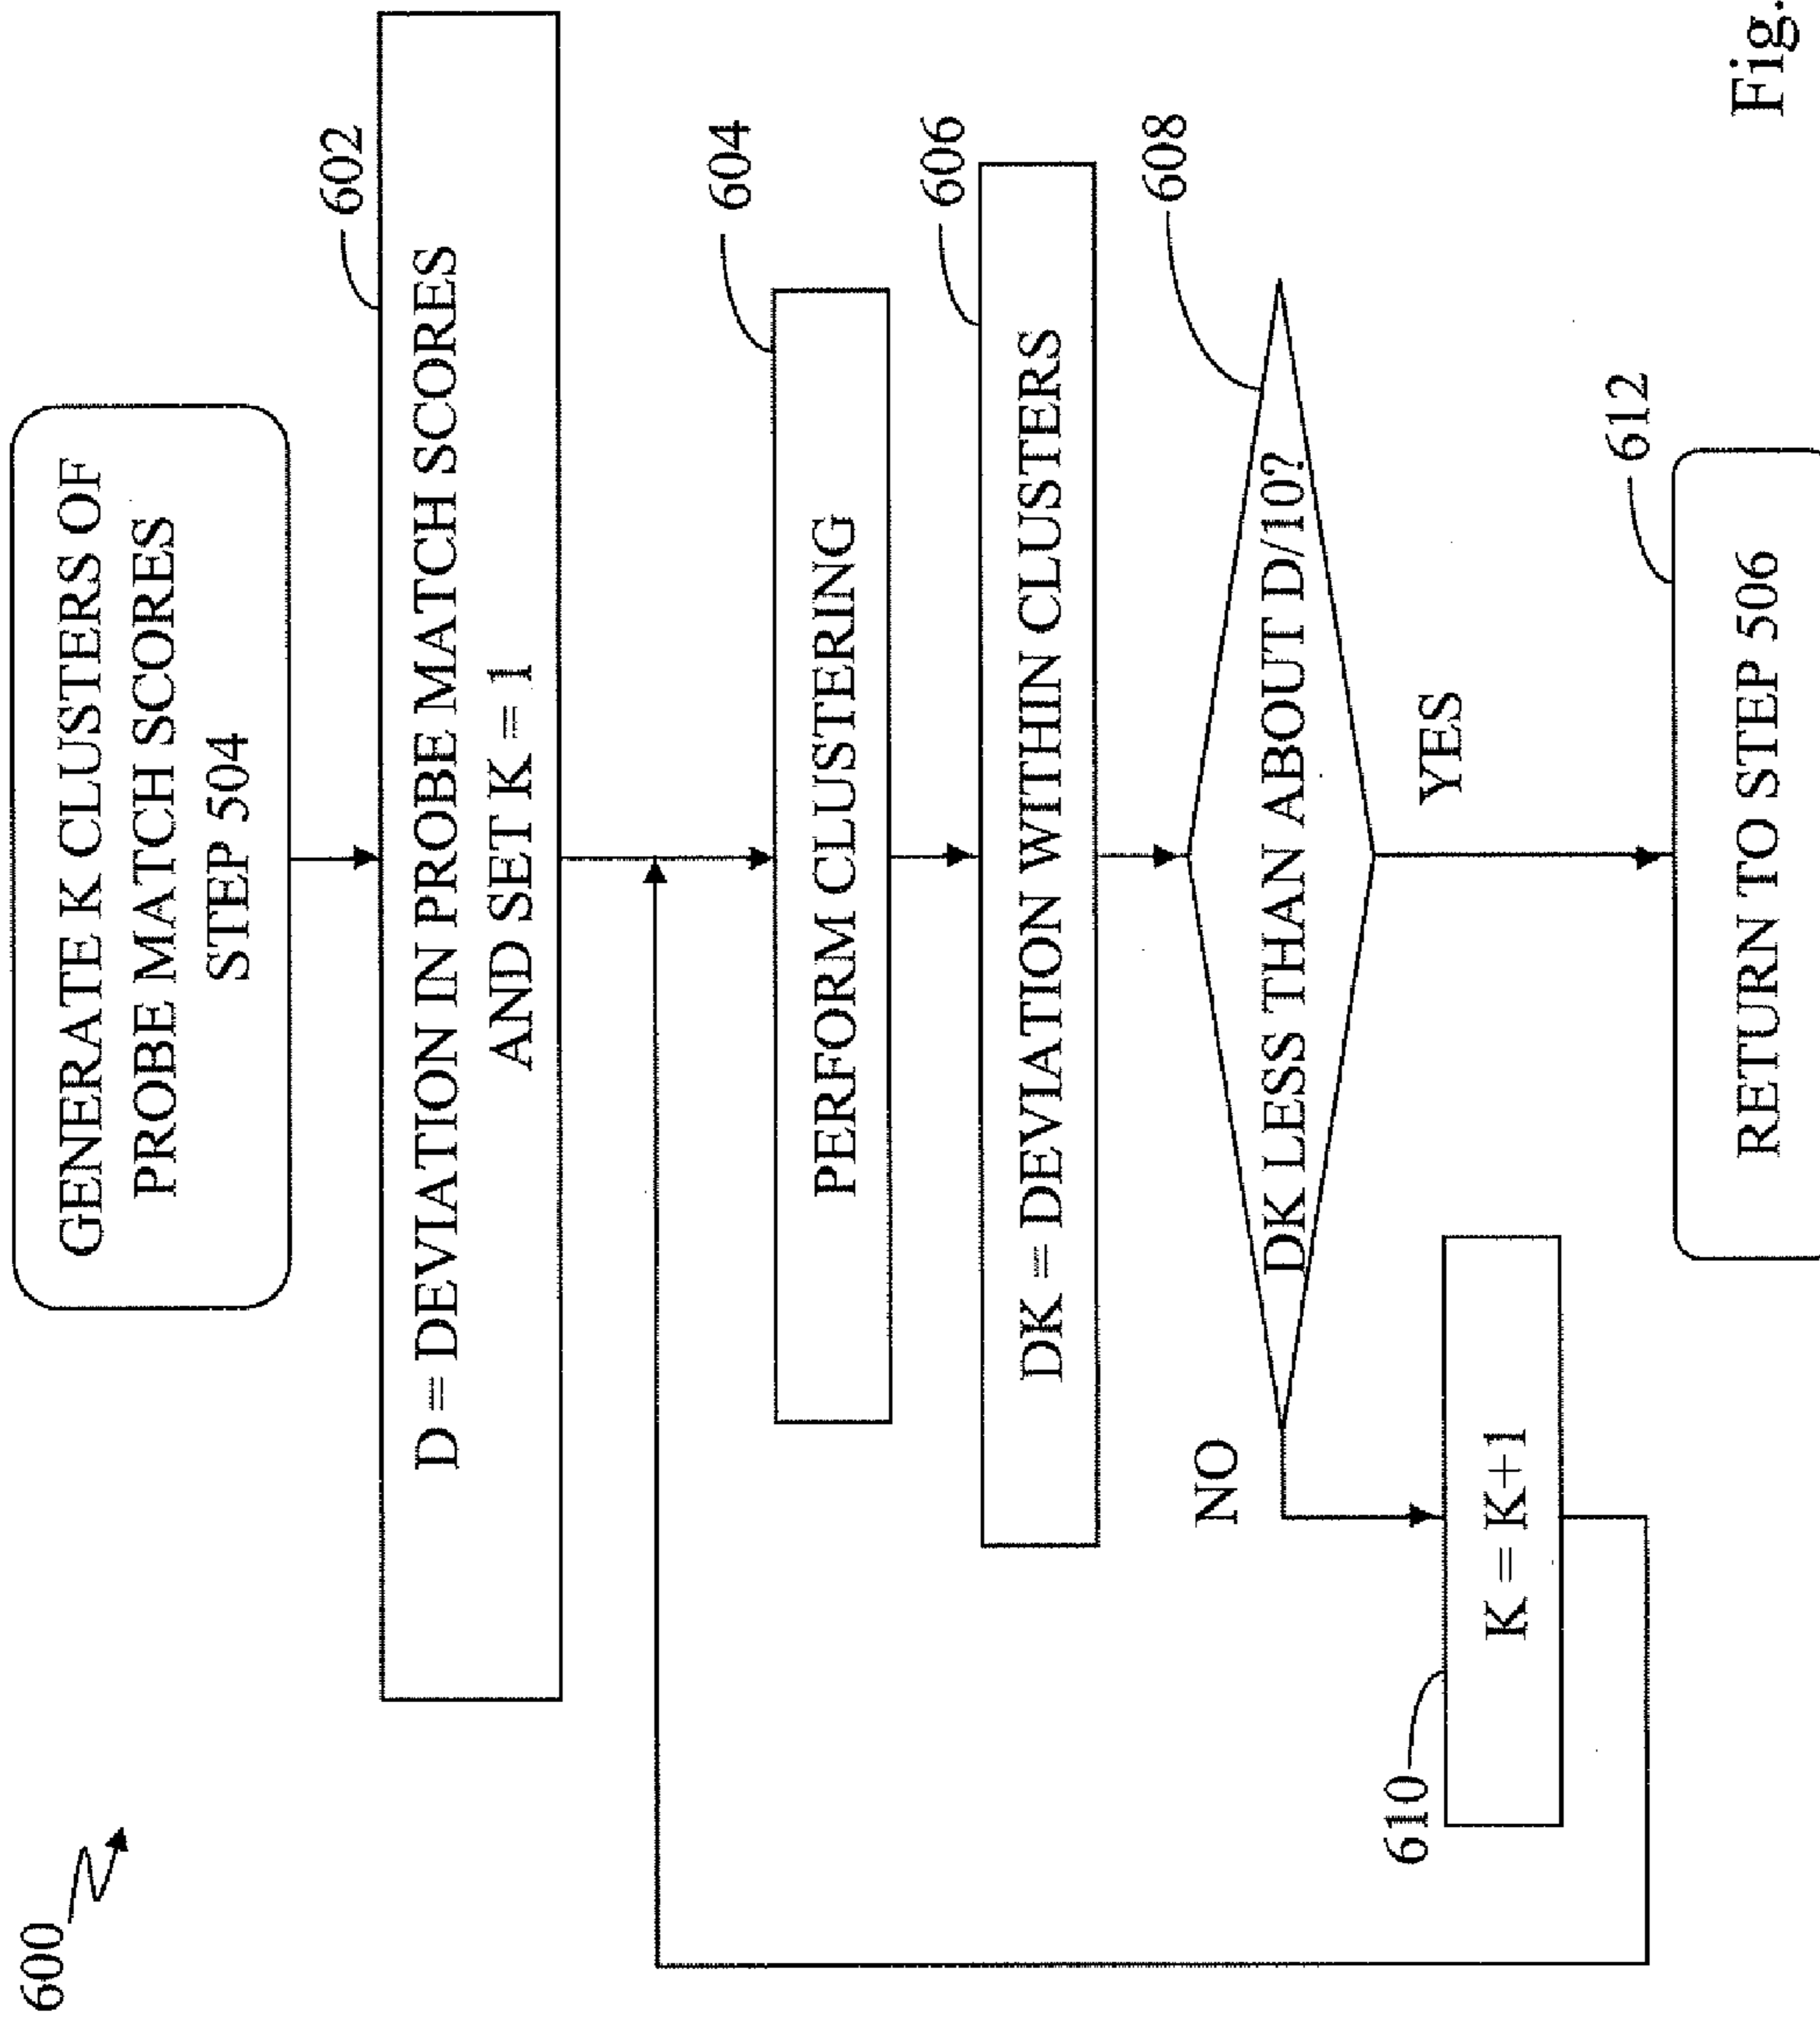 600
GENERATE K CLUSTERS OF
PROBE MATCH SCORES
STEP 504
602
D = DEVIATION IN PROBE MATCH SCORES
AND SET K = 1
604
PERFORM CLUSTERING
606
DK = DEVIATION WITHIN CLUSTERS
608
DK LESS THAN ABOUT D/10?
NO
YES
610
K = K+1
612
RETURN TO STEP 506
Fig.